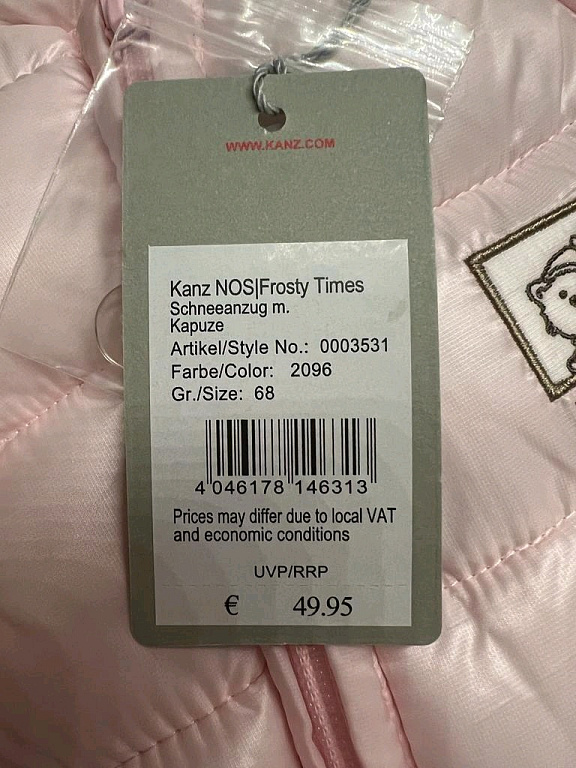 WWW.KANZ.COM
Kanz NOS|Frosty Times
Schneeanzug m.
Kapuze
Artikel/Style No.: 0003531
Farbe/Color: 2096
Gr./Size: 68
4 046178 146313
Prices may differ due to local VAT
and economic conditions
UVP/RRP
€ 49.95